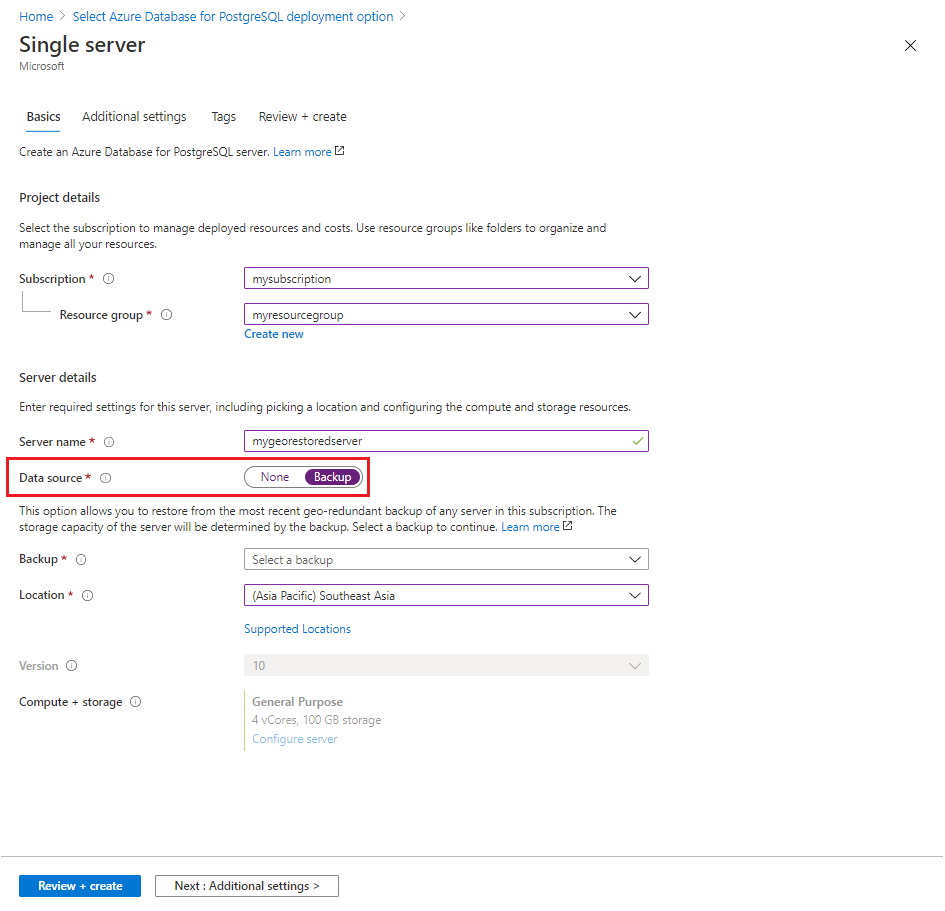 Home > Select Azure Database for PostgreSQL deployment option >
Single server
Microsoft
Basics Additional settings Tags Review + create
Create an Azure Database for PostgreSQL server. Learn more
Project details
Select the subscription to manage deployed resources and costs. Use resource groups like folders to organize and
manage all your resources.
Subscription * mysubscription
Resource group * myresourcegroup
Create new
Server details
Enter required settings for this server, including picking a location and configuring the compute and storage resources.
Server name * mygeorestoredserver
Data source * None Backup
This option allows you to restore from the most recent geo-redundant backup of any server in this subscription. The
storage capacity of the server will be determined by the backup. Select a backup to continue. Learn more
Backup * Select a backup
Location * (Asia Pacific) Southeast Asia
Supported Locations
Version 10
Compute + storage General Purpose
4 vCores, 100 GB storage
Configure server
Review + create Next : Additional settings >